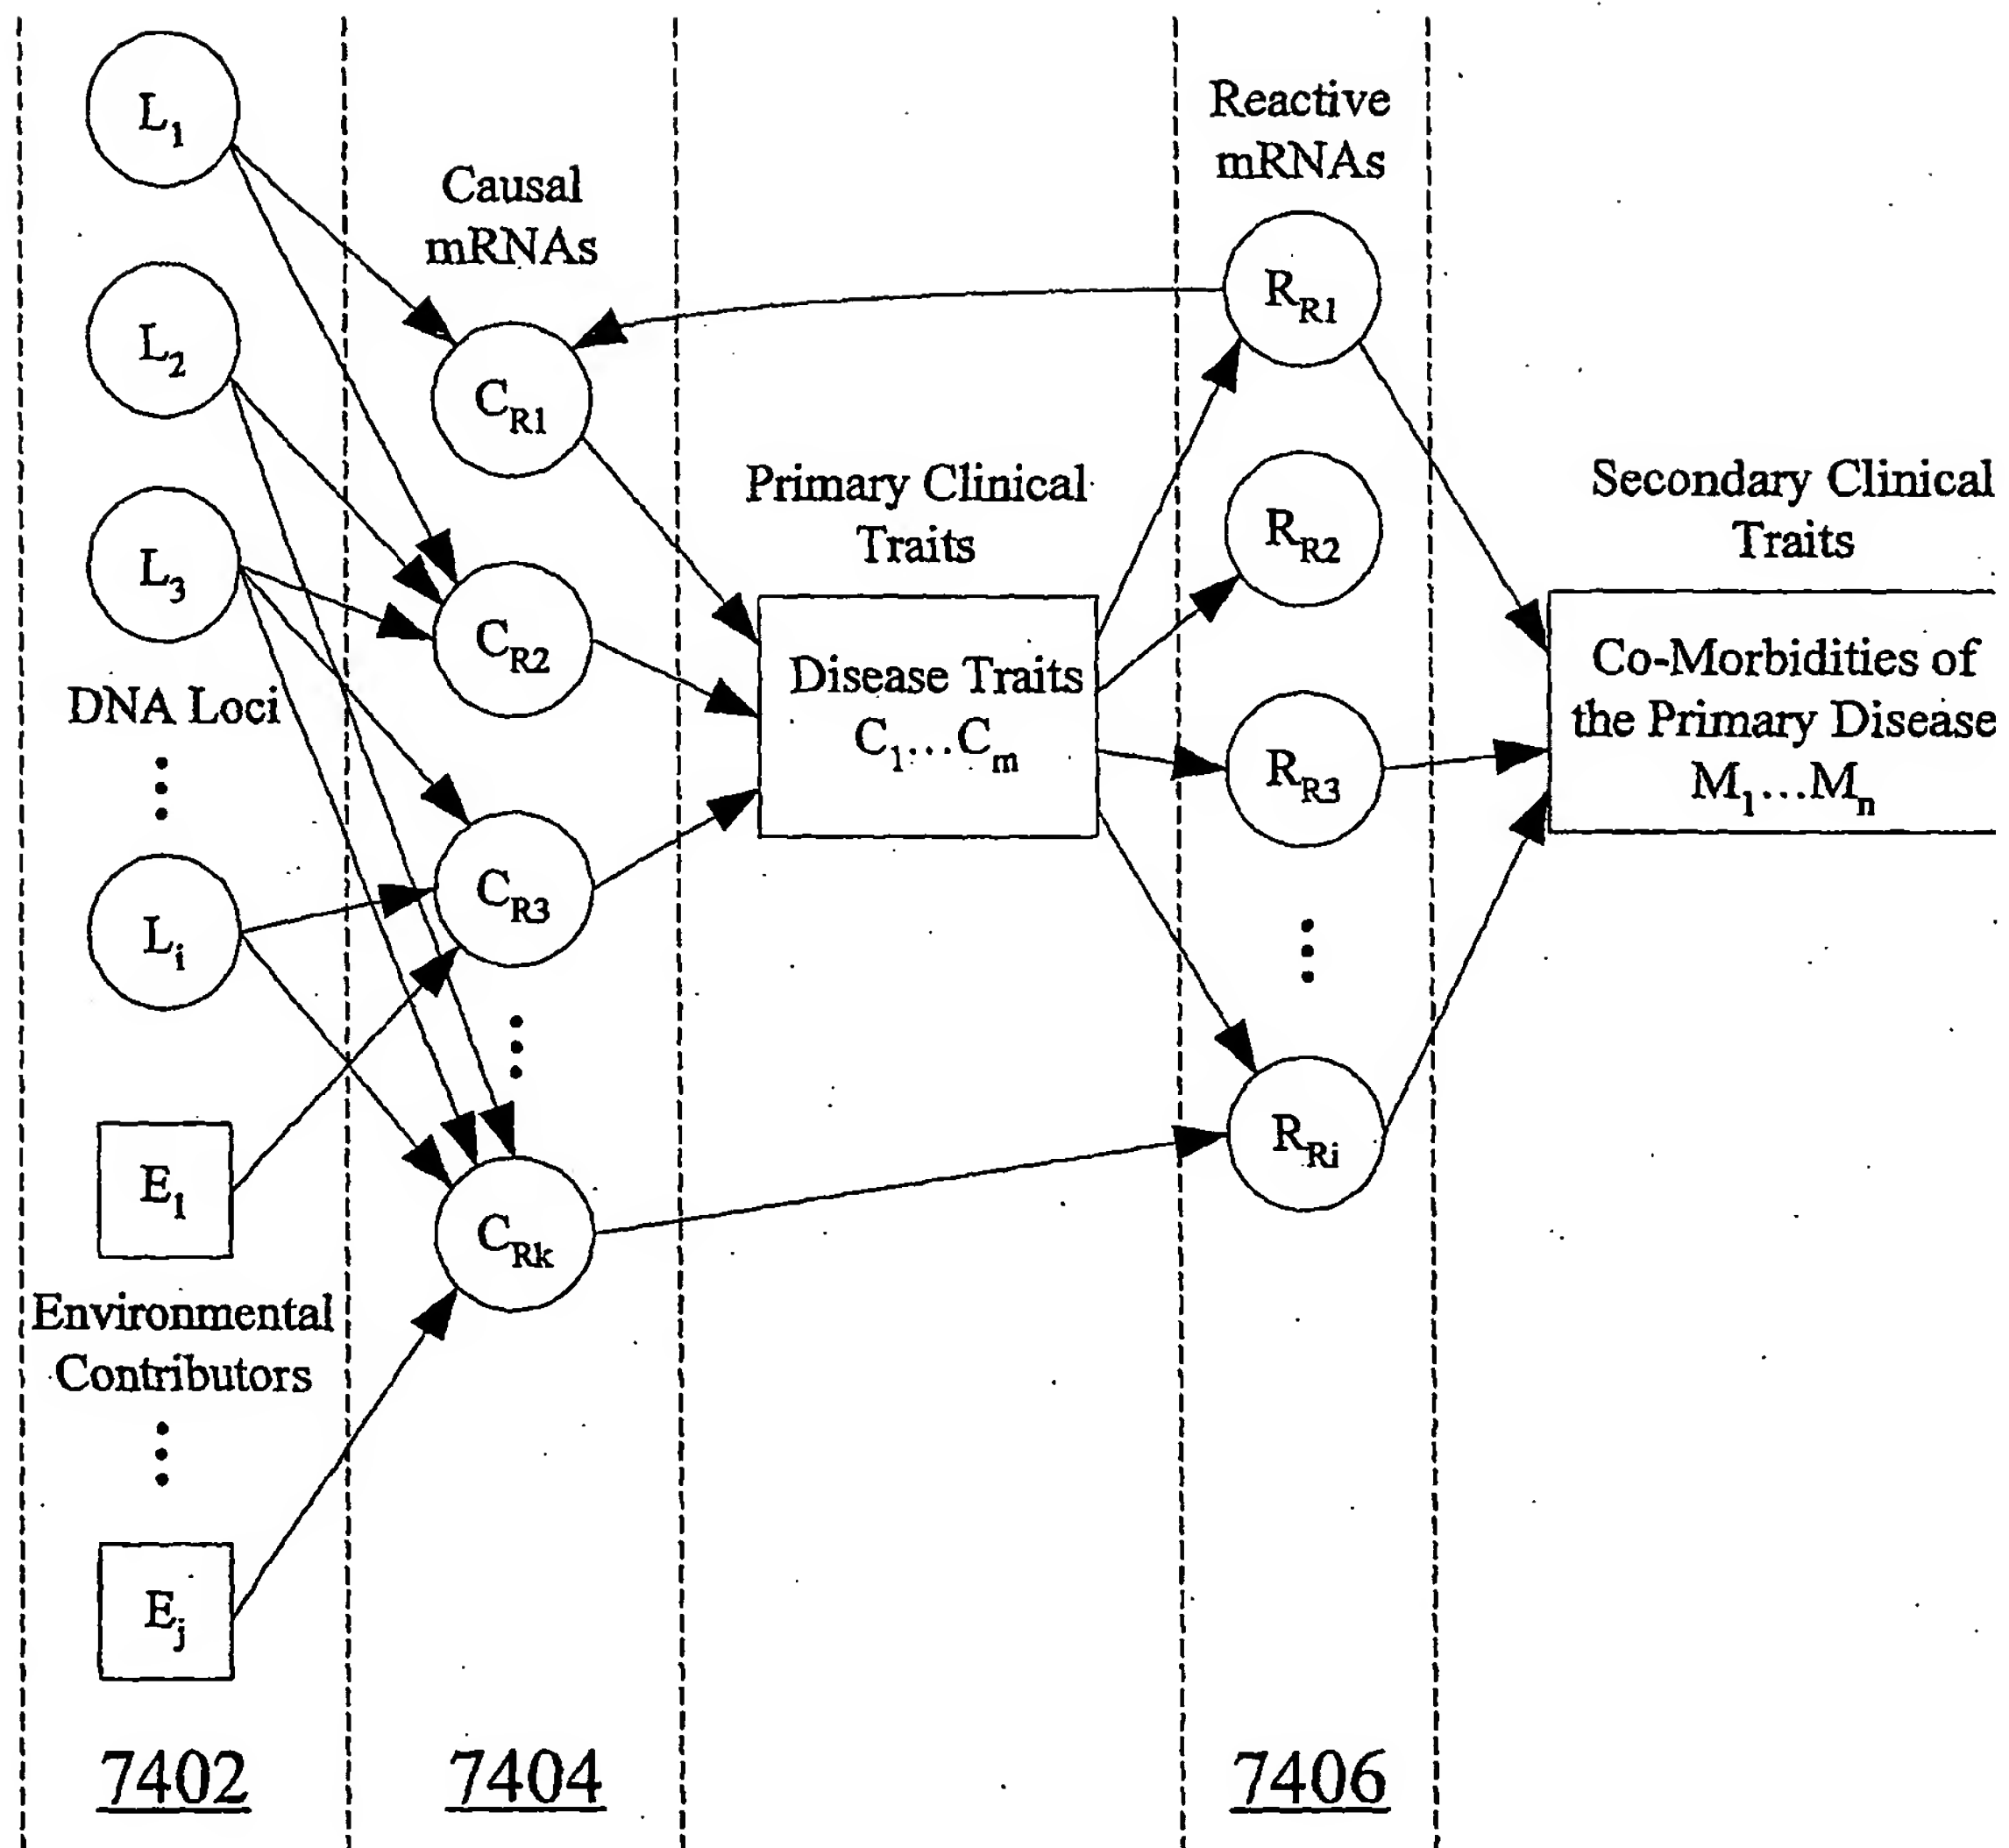 L1
L2
L3
DNA Loci
Li
E1
Environmental
Contributors
Ej
7402
Causal
mRNAs
CR1
CR2
CR3
CRk
7404
Primary Clinical
Traits
Disease Traits
C1...Cm
Reactive
mRNAs
RR1
RR2
RR3
RRi
7406
Secondary Clinical
Traits
Co-Morbidities of
the Primary Disease
M1...Mn